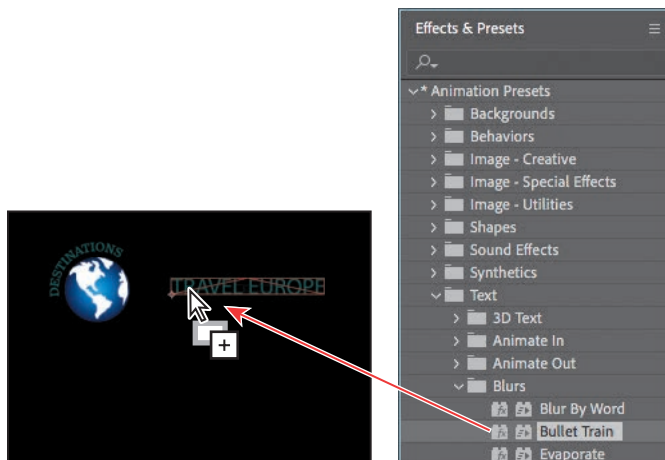 Effects & Presets
* Animation Presets
Backgrounds
Behaviors
Image - Creative
Image - Special Effects
Image - Utilities
Shapes
Sound Effects
Synthetics
Text
3D Text
Animate In
Animate Out
Blurs
Blur By Word
Bullet Train
Evaporate
DESTINATIONS
TRAVEL EUROPE